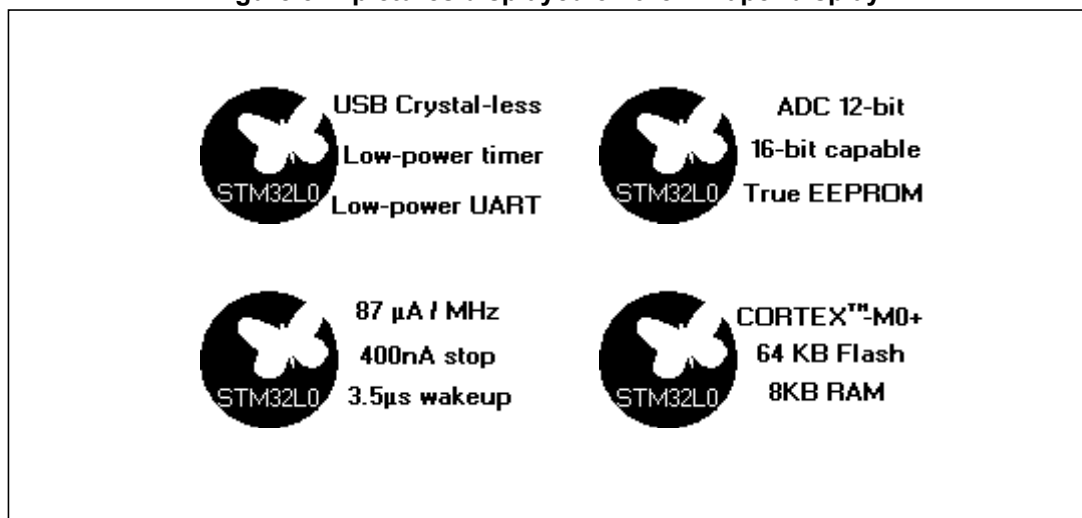 USB Crystal-less
Low-power timer
Low-power UART
STM32L0
ADC 12-bit
16-bit capable
True EEPROM
STM32L0
87 µA / MHz
400nA stop
3.5µs wakeup
STM32L0
CORTEX™-M0+
64 KB Flash
8KB RAM
STM32L0